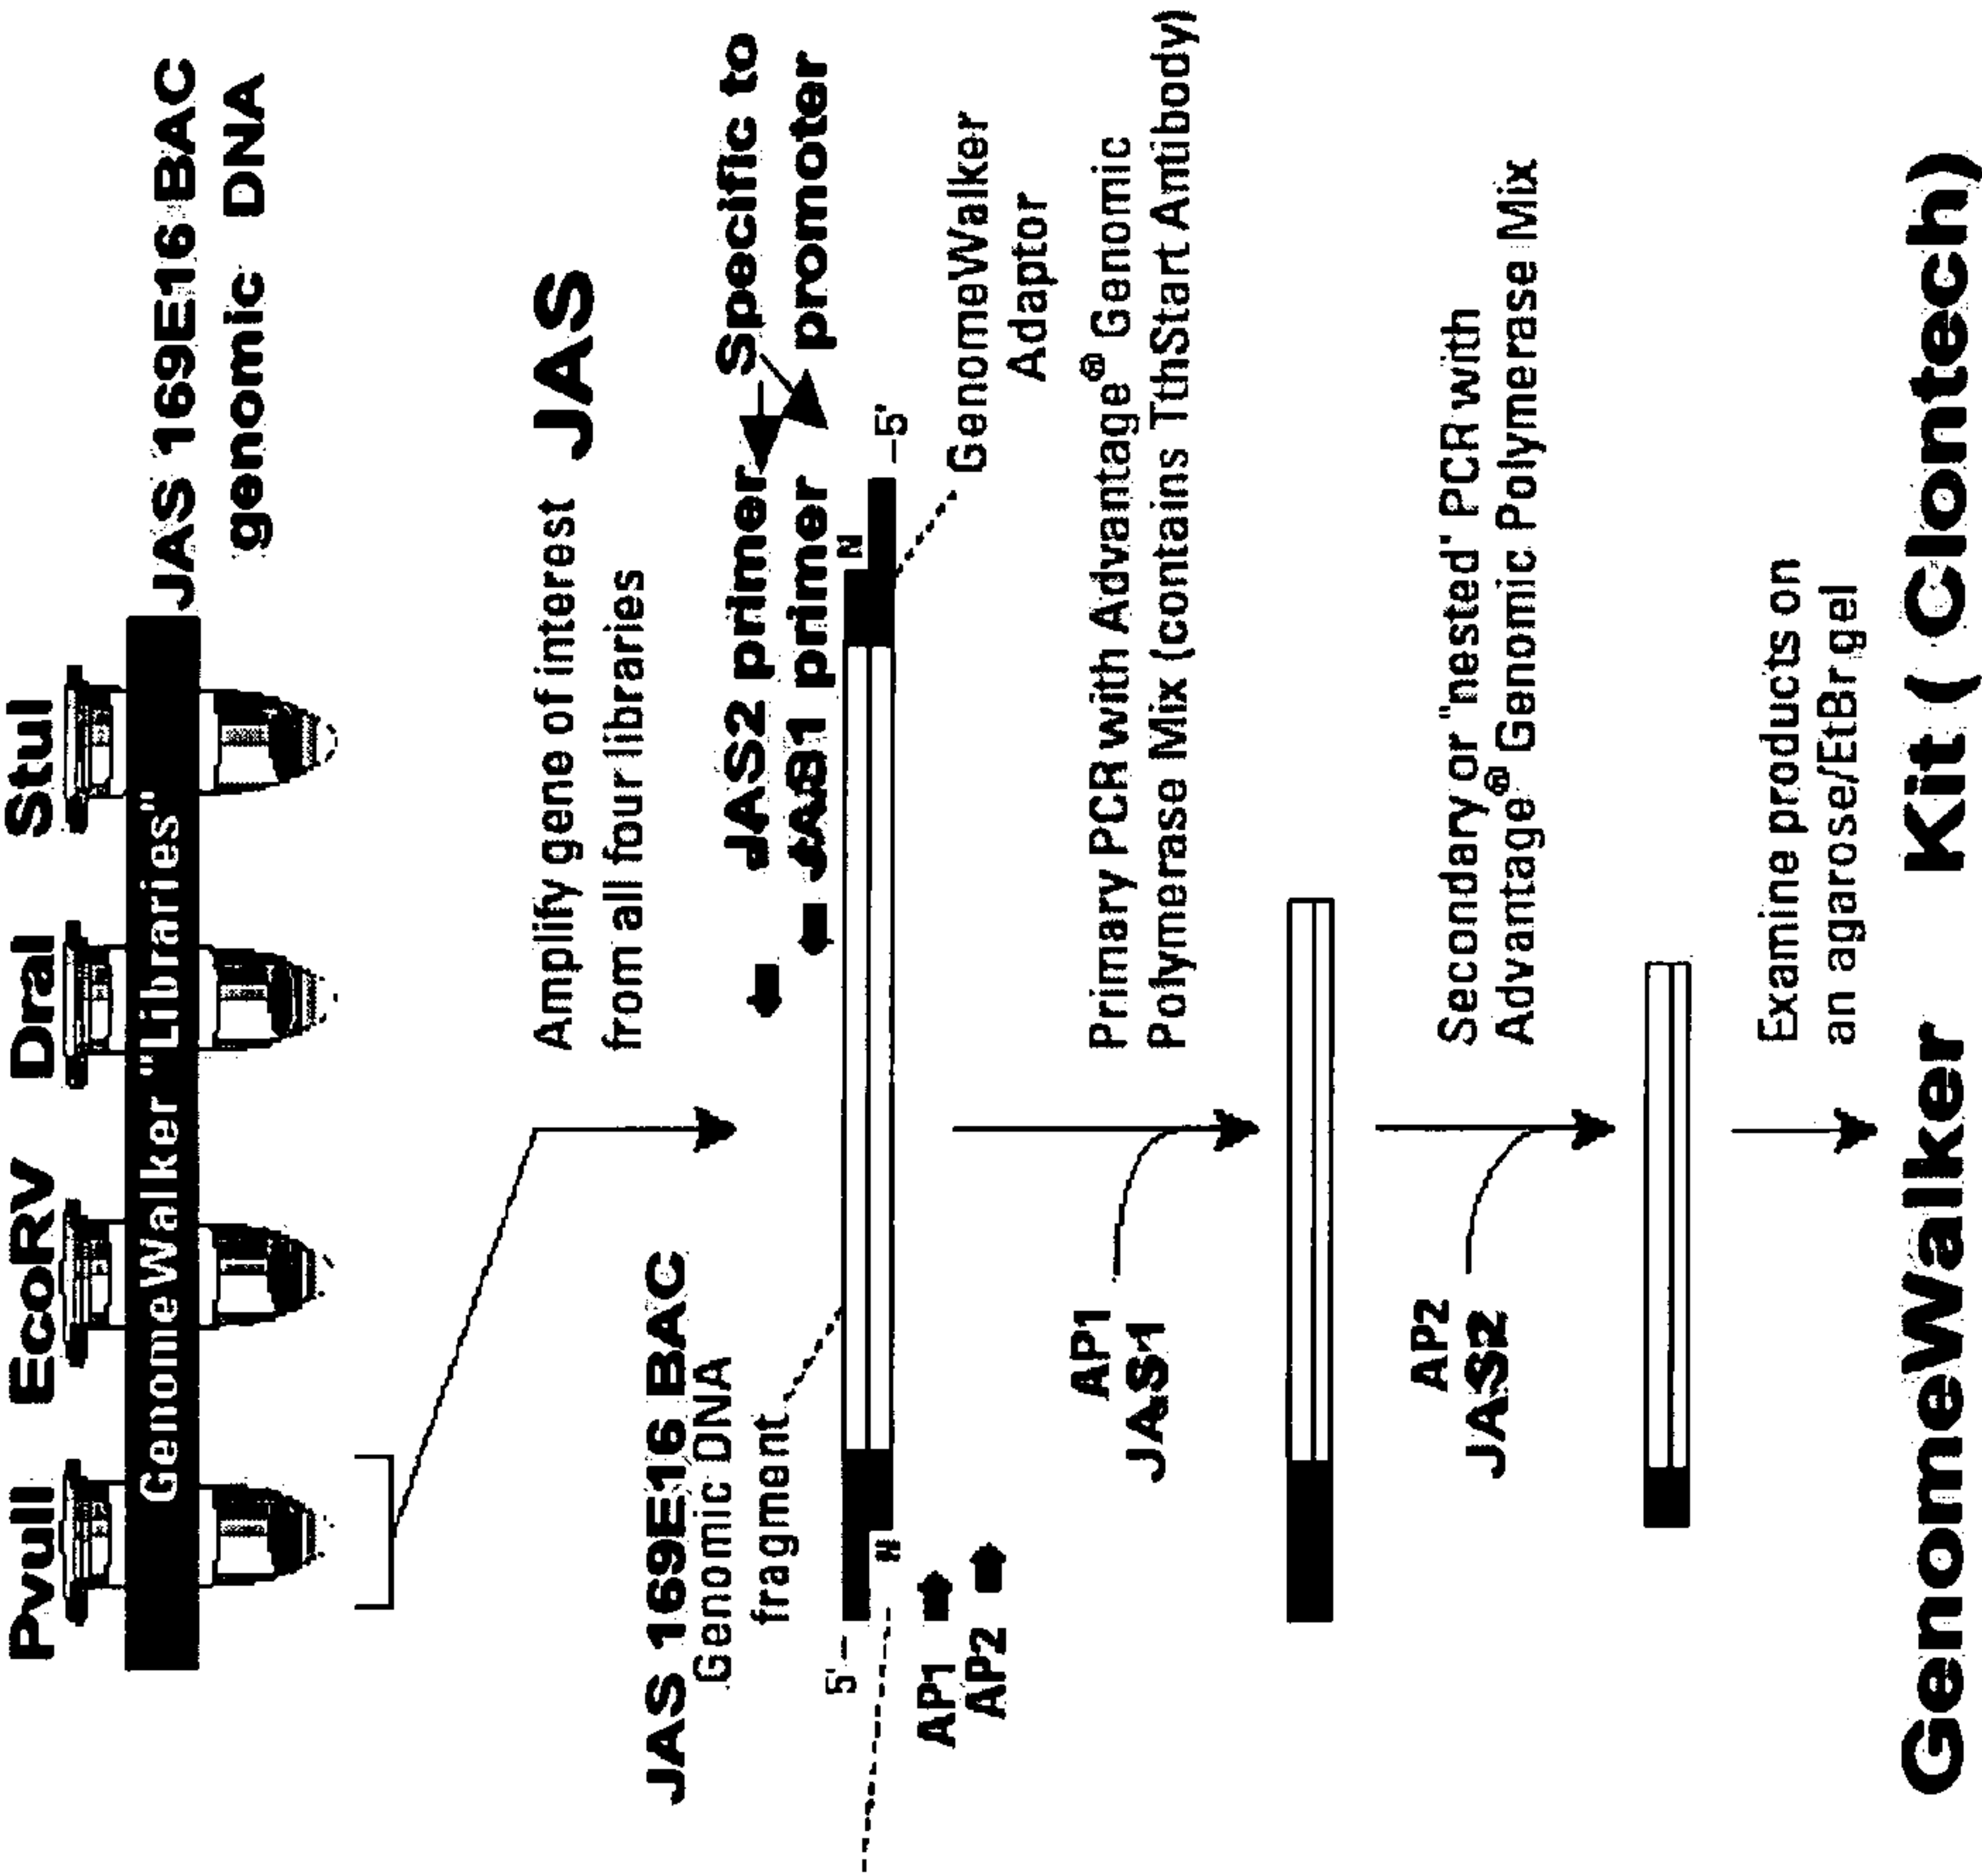 PvuII EcoRV DraI StuI
GenomeWalker "Libraries"
JAS 169E16 BAC
genomic DNA
Amplify gene of interest
from all four libraries
JAS
JAS 169E16 BAC
Genomic DNA
fragment
JAS2 primer
primer
Specific to
promoter
5'
N
N
5'
GenomeWalker
Adaptor
AP1
AP2
AP1
JAS1
Primary PCR with Advantage® Genomic
Polymerase Mix (contains TthStart Antibody)
AP2
JAS2
Secondary or "nested" PCR with
Advantage® Genomic Polymerase Mix
Examine products on
an agarose/EtBr gel
GenomeWalker Kit ( Clontech)